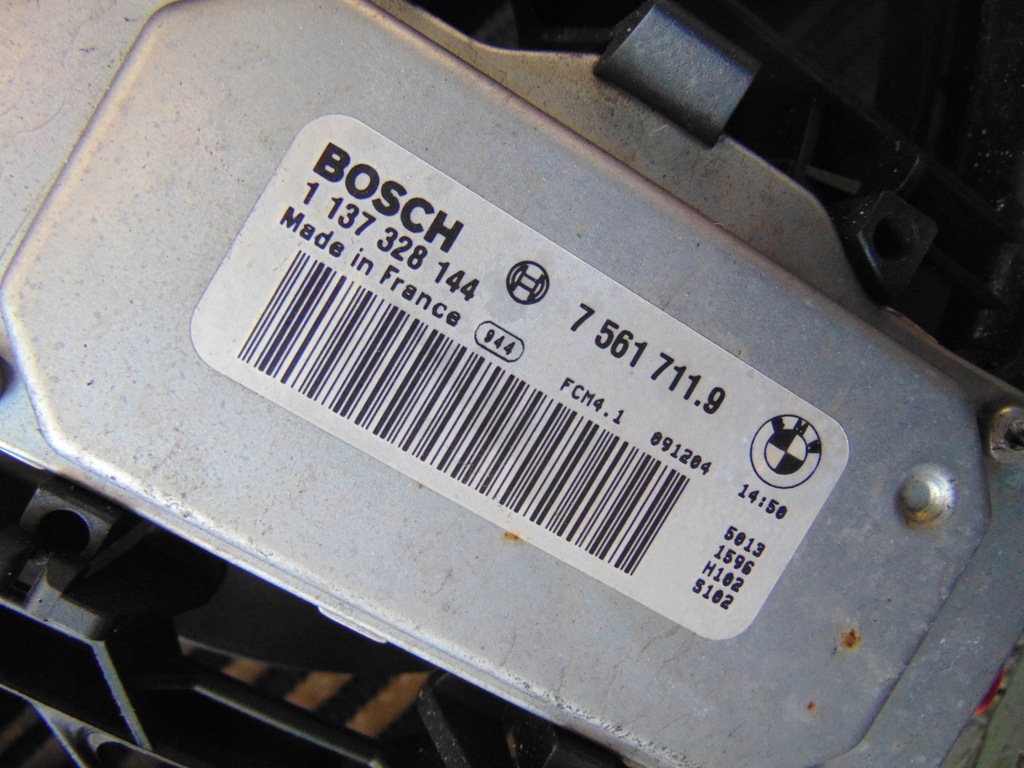 BOSCH
1 137 328 144
7 561 711.9
Made in France
944
FCM4.1
091204
BMW
14:50
5013
1596
H102
S102